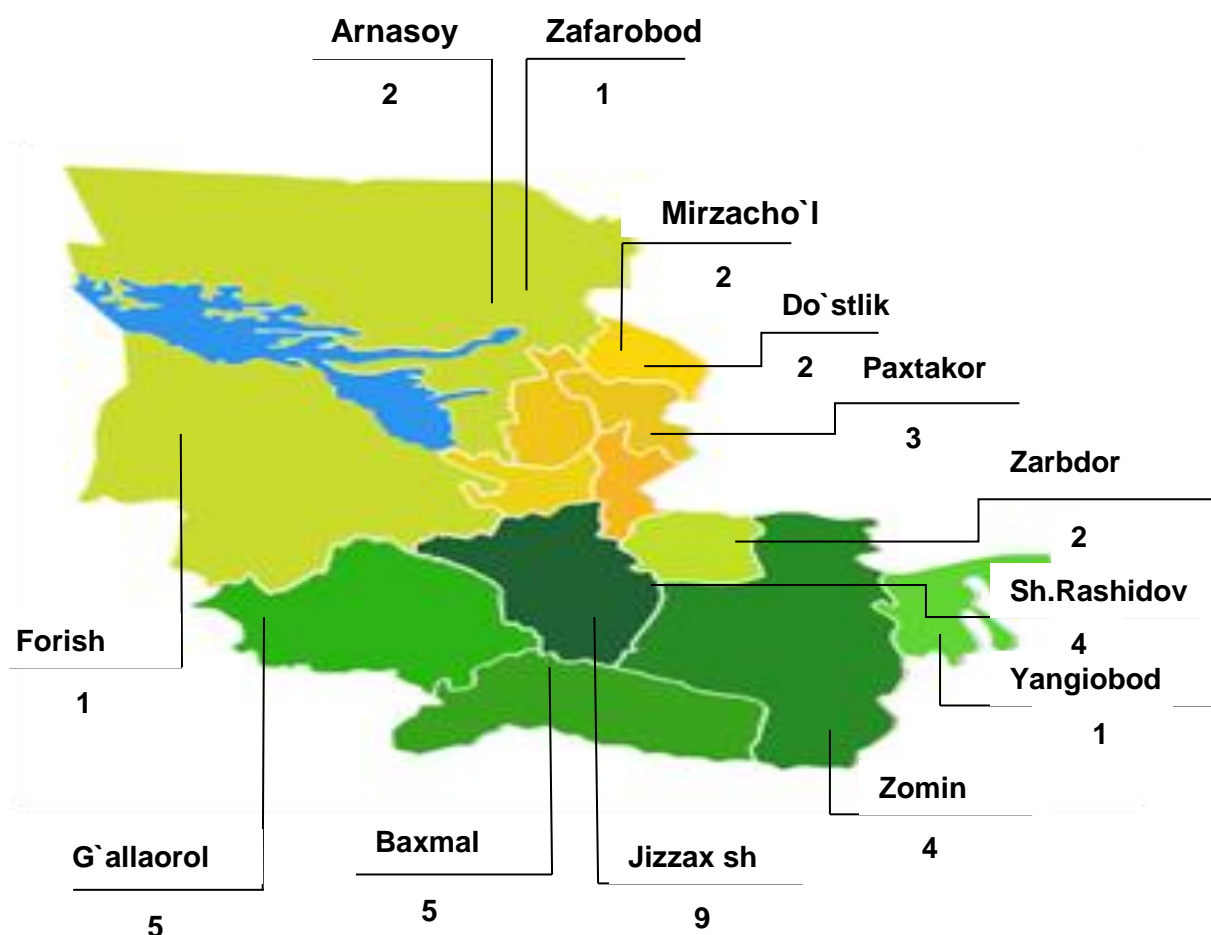 Arnasoy
2
Zafarobod
1
Mirzacho`l
2
Do`stlik
2
Paxtakor
3
Zarbdor
2
Sh.Rashidov
4
Yangiobod
1
Zomin
4
Jizzax sh
9
Baxmal
5
G`allaorol
5
Forish
1